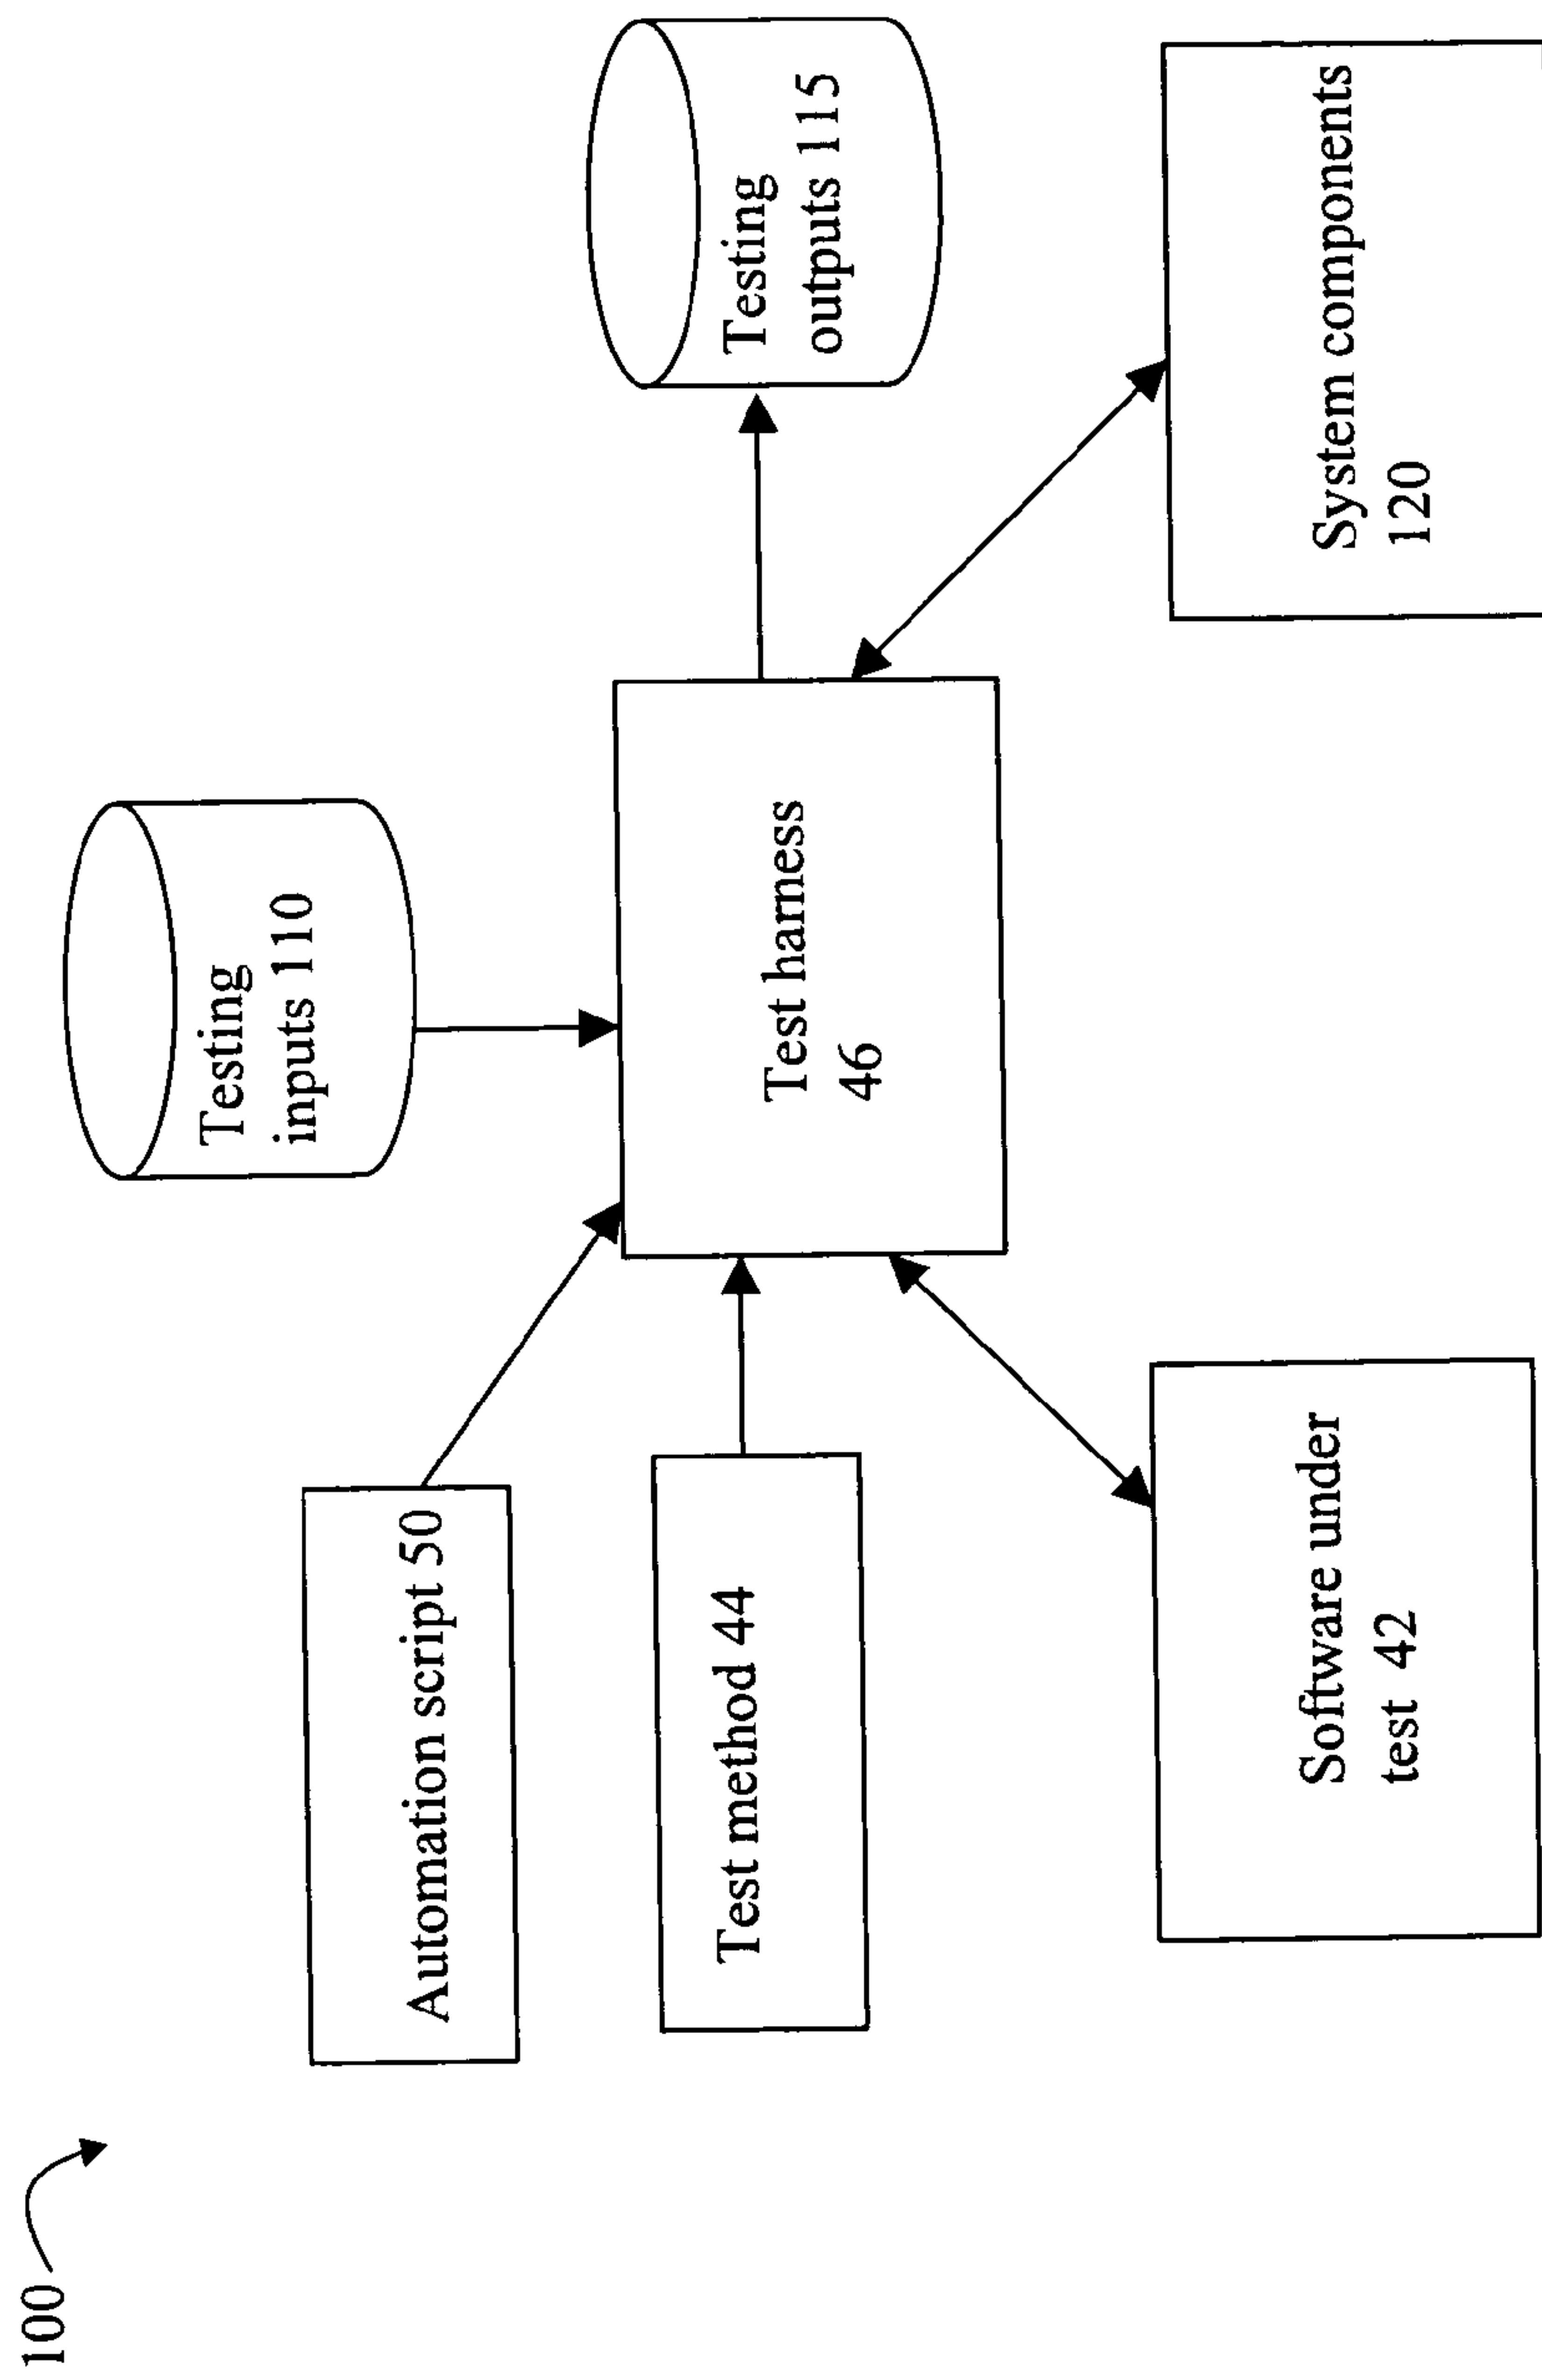 100
Testing
inputs 110
Automation script 50
Test method 44
Test harness
46
Testing
outputs 115
Software under
test 42
System components
120